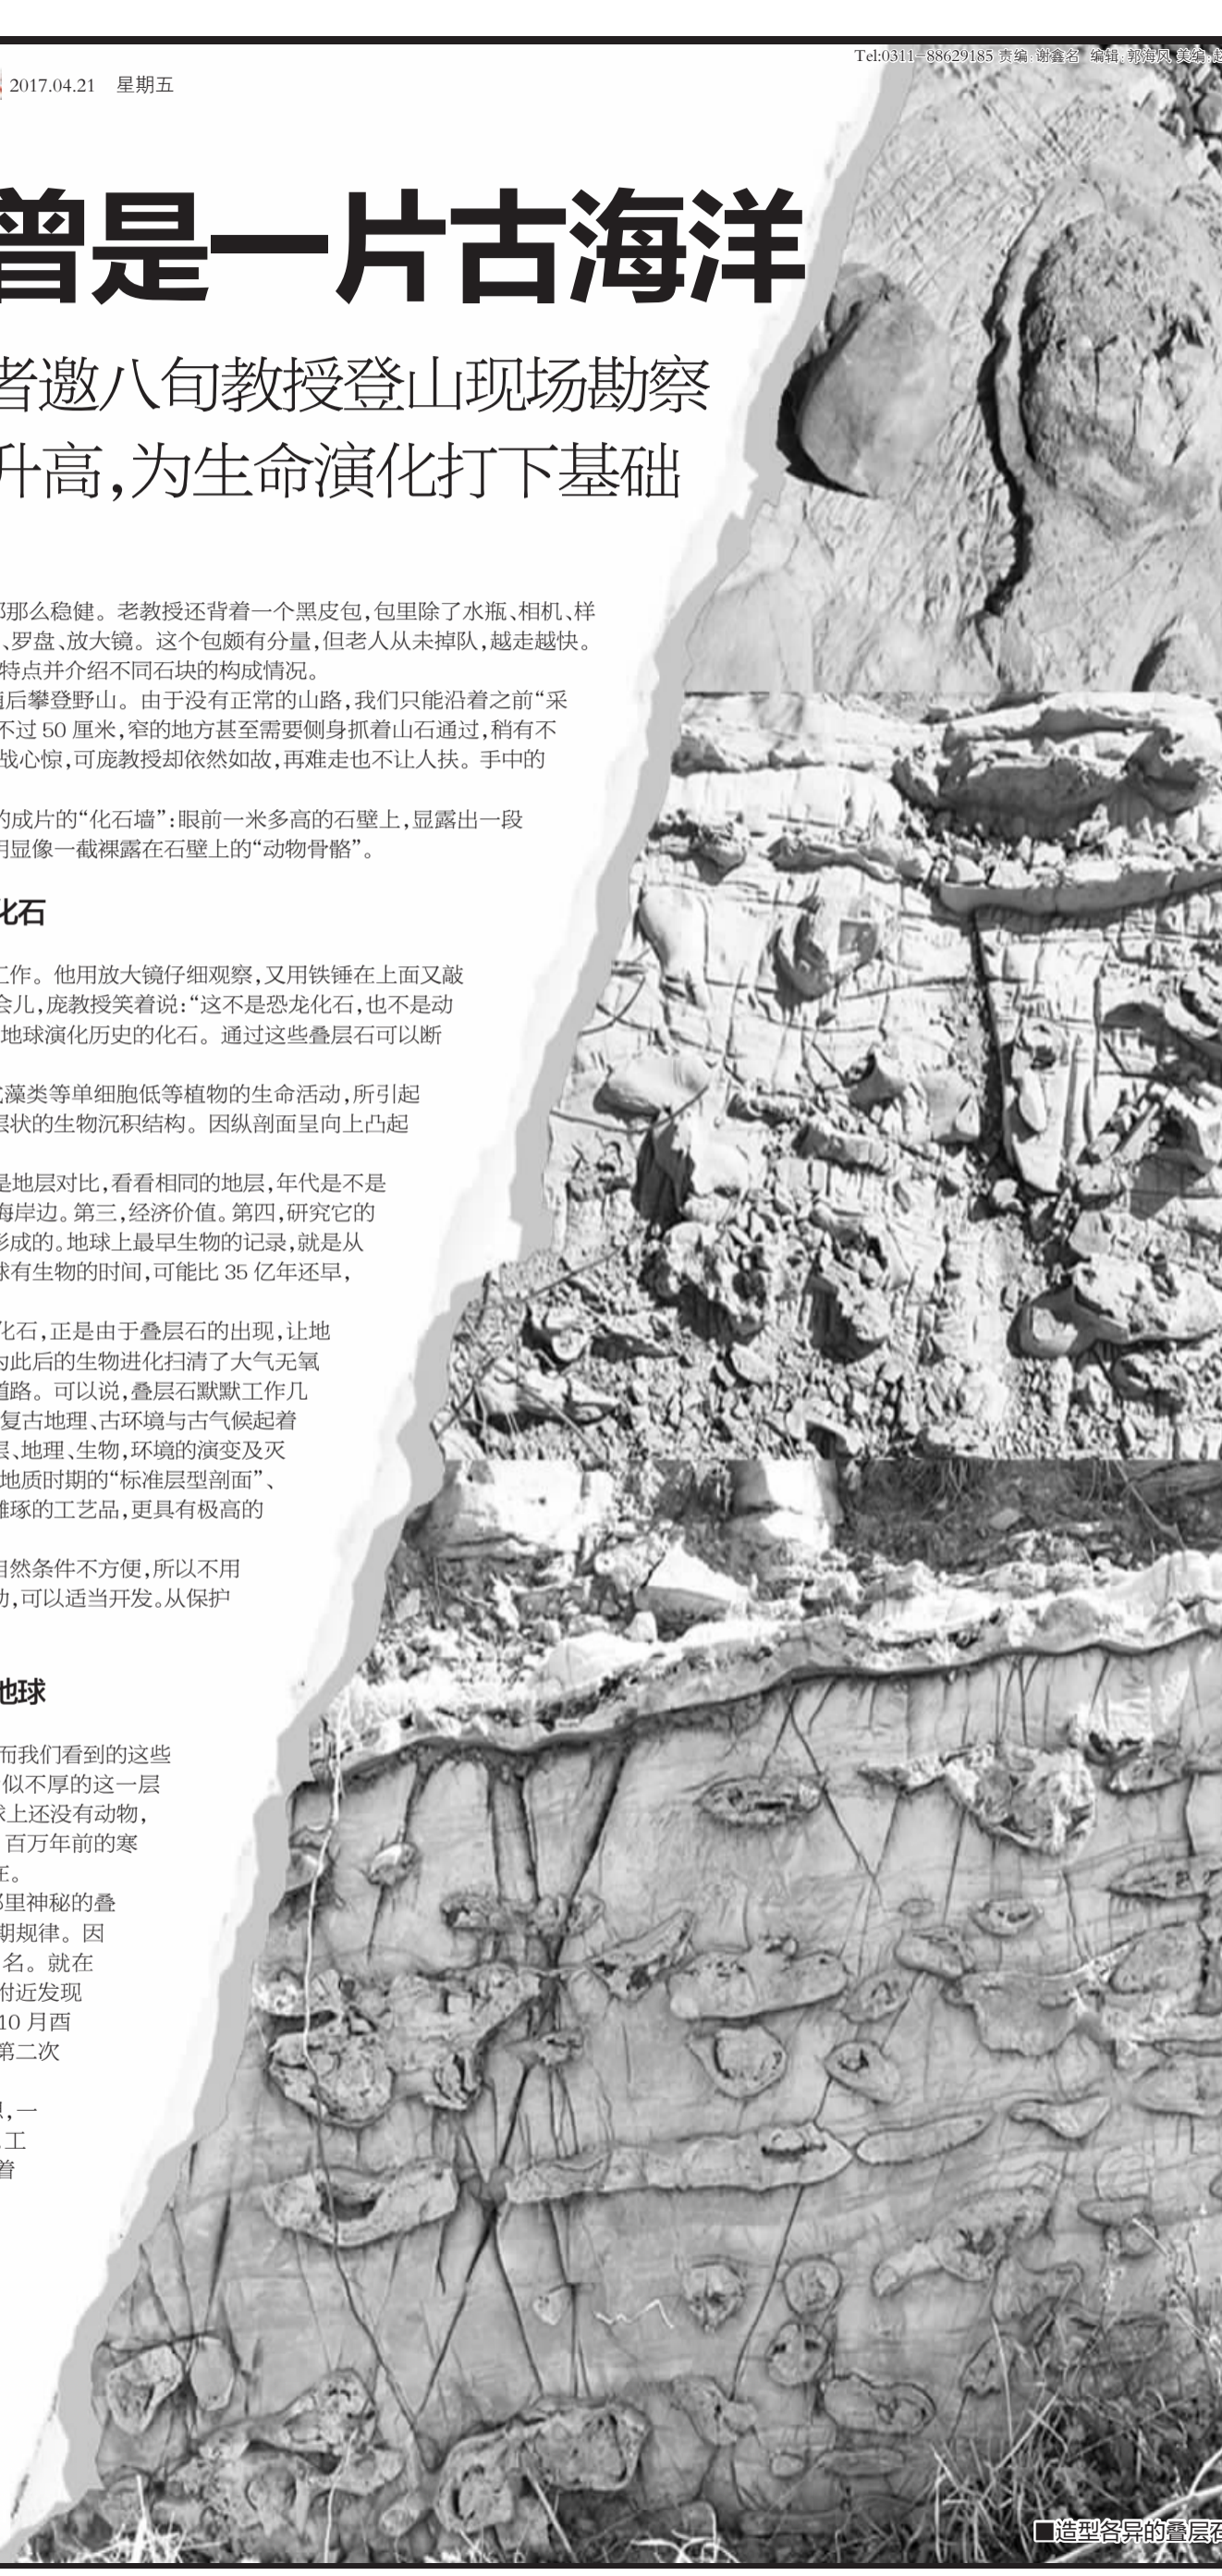 Tel:0311-88629185 责编:谢鑫名 编辑:郭海风 美编:
2017.04.21 星期五
曾是一片古海洋
者邀八旬教授登山现场勘察
升高,为生命演化打下基础
那么稳健。老教授还背着一个黑皮包,包里除了水瓶、相机、样
、罗盘、放大镜。这个包颇有分量,但老人从未掉队,越走越快。
特点并介绍不同石块的构成情况。
随后攀登野山。由于没有正常的山路,我们只能沿着之前“采
不过 50 厘米,窄的地方甚至需要侧身抓着山石通过,稍有不
战心惊,可庞教授却依然如故,再难走也不让人扶。手中的
的成片的“化石墙”:眼前一米多高的石壁上,显露出一段
明显像一截裸露在石壁上的“动物骨骼”。
化石
工作。他用放大镜仔细观察,又用铁锤在上面又敲
会儿,庞教授笑着说:“这不是恐龙化石,也不是动
地球演化历史的化石。通过这些叠层石可以断
藻类等单细胞低等植物的生命活动,所引起
层状的生物沉积结构。因纵剖面呈向上凸起
是地层对比,看看相同的地层,年代是不是
海岸边。第三,经济价值。第四,研究它的
形成的。地球上最早生物的记录,就是从
球有生物的时间,可能比 35 亿年还早,
化石,正是由于叠层石的出现,让地
为此后的生物进化扫清了大气无氧
道路。可以说,叠层石默默工作几
复古地理、古环境与古气候起着
层、地理、生物,环境的演变及灭
地质时期的“标准层型剖面”、
雕琢的工艺品,更具有极高的
自然条件不方便,所以不用
动,可以适当开发。从保护
地球
而我们看到的这些
似不厚的这一层
球上还没有动物,
百万年前的寒
在。
那里神秘的叠
期规律。因
名。就在
附近发现
10 月酉
第二次
,一
工
着
■造型各异的叠层石